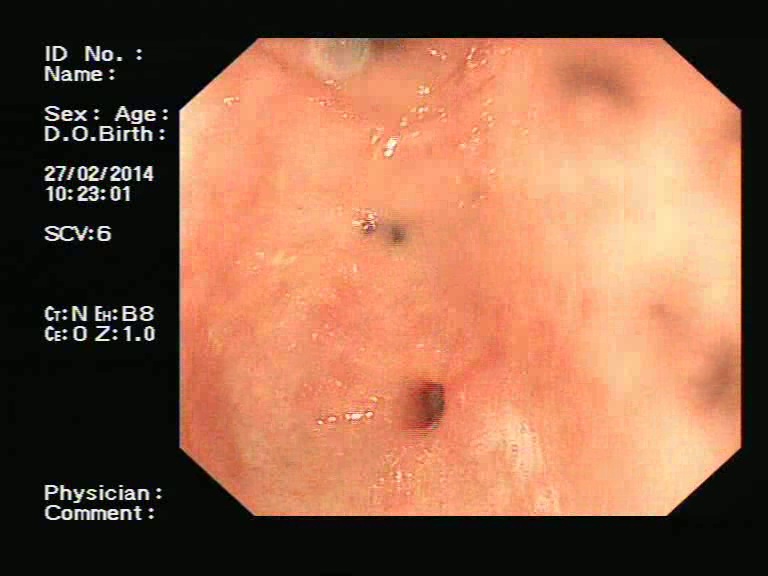 ID No. :
Name:
Sex: Age:
D.O.Birth:
27/02/2014
10:23:01
SCV:6
CT:N EH:B8
CE:0 Z:1.0
Physician:
Comment: